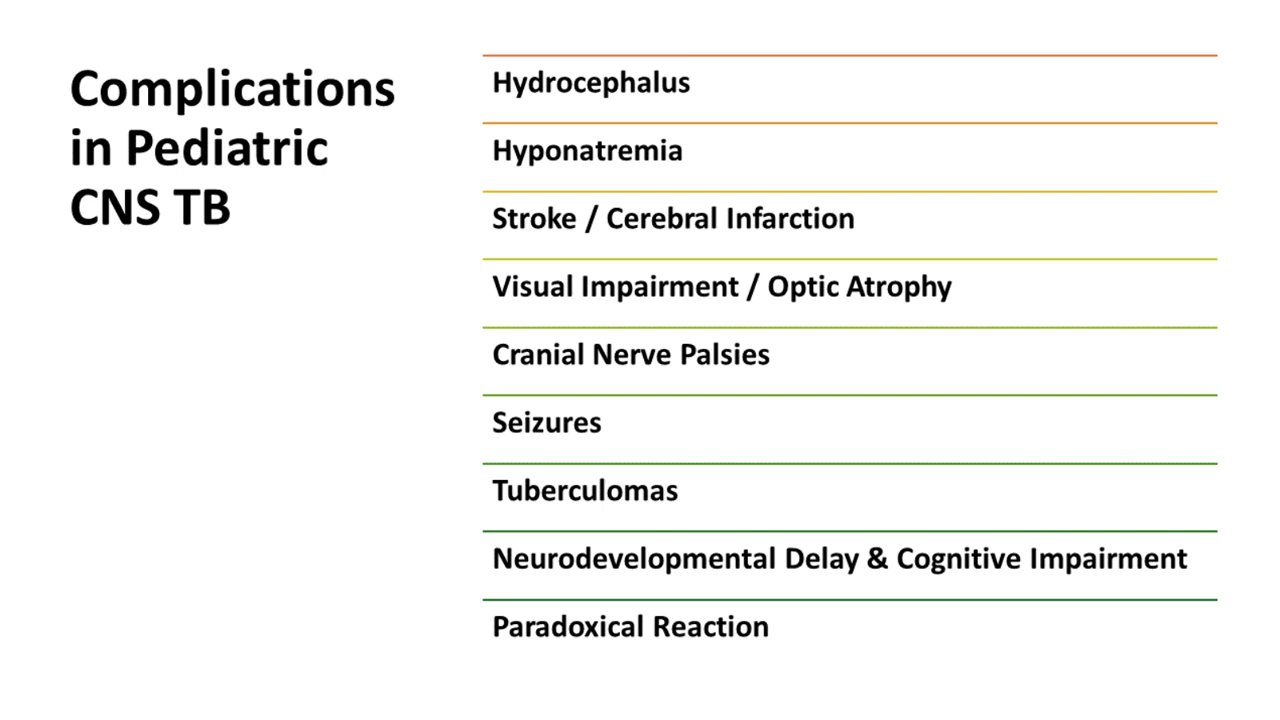 Complications
in Pediatric
CNS TB
Hydrocephalus
Hyponatremia
Stroke / Cerebral Infarction
Visual Impairment / Optic Atrophy
Cranial Nerve Palsies
Seizures
Tuberculomas
Neurodevelopmental Delay & Cognitive Impairment
Paradoxical Reaction